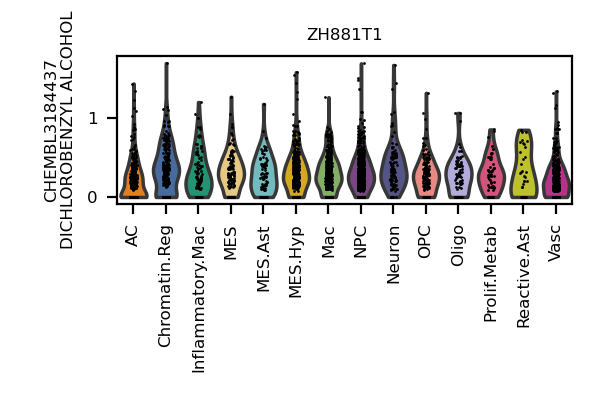 ZH881T1
CHEMBL3184437
DICHLOROBENZYL ALCOHOL
1
0
AC
Chromatin.Reg
Inflammatory.Mac
MES
MES.Ast
MES.Hyp
Mac
NPC
Neuron
OPC
Oligo
Prolif.Metab
Reactive.Ast
Vasc